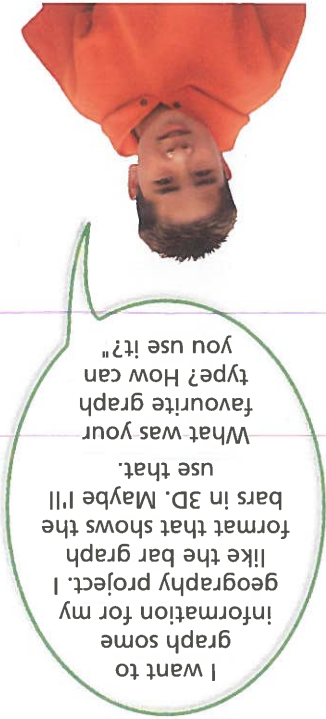 I want to
graph some
information for my
geography project. I
like the bar graph
format that shows the
bars in 3D. Maybe I'll
use that.
What was your
favourite graph
type? How can
you use it?"